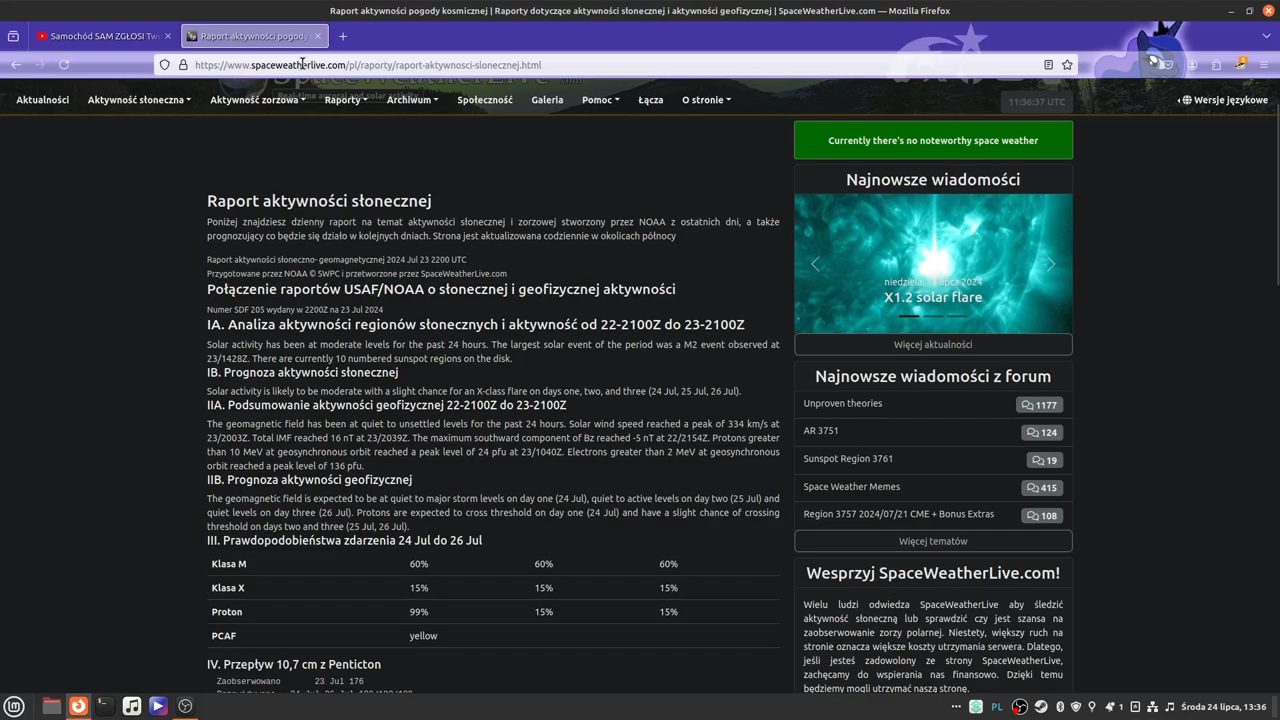 Raport aktywności pogody kosmicznej | Raporty dotyczące aktywności słonecznej i aktywności geofizycznej | SpaceWeatherLive.com — Mozilla Firefox
Samochód SAM ZGŁOSI Tw
Raport aktywności pogody
https://www.spaceweatherlive.com/pl/raporty/raport-aktywnosci-slonecznej.html
Real-time auroral and solar activity
Aktualności
Aktywność słoneczna
Aktywność zorzowa
Raporty
Archiwum
Społeczność
Galeria
Pomoc
Łącza
O stronie
11:36:37 UTC
Wersje językowe
Raport aktywności słonecznej
Poniżej znajdziesz dzienny raport na temat aktywności słonecznej i zorzowej stworzony przez NOAA z ostatnich dni, a także
prognozujący co będzie się działo w kolejnych dniach. Strona jest aktualizowana codziennie w okolicach północy
Raport aktywności słoneczno- geomagnetycznej 2024 Jul 23 2200 UTC
Przygotowane przez NOAA © SWPC i przetworzone przez SpaceWeatherLive.com
Połączenie raportów USAF/NOAA o słonecznej i geofizycznej aktywności
Numer SDF 205 wydany w 2200Z na 23 Jul 2024
IA. Analiza aktywności regionów słonecznych i aktywność od 22-2100Z do 23-2100Z
Solar activity has been at moderate levels for the past 24 hours. The largest solar event of the period was a M2 event observed at
23/1428Z. There are currently 10 numbered sunspot regions on the disk.
IB. Prognoza aktywności słonecznej
Solar activity is likely to be moderate with a slight chance for an X-class flare on days one, two, and three (24 Jul, 25 Jul, 26 Jul).
IIA. Podsumowanie aktywności geofizycznej 22-2100Z do 23-2100Z
The geomagnetic field has been at quiet to unsettled levels for the past 24 hours. Solar wind speed reached a peak of 334 km/s at
23/2003Z. Total IMF reached 16 nT at 23/2039Z. The maximum southward component of Bz reached -5 nT at 22/2154Z. Protons greater
than 10 MeV at geosynchronous orbit reached a peak level of 24 pfu at 23/1040Z. Electrons greater than 2 MeV at geosynchronous
orbit reached a peak level of 136 pfu.
IIB. Prognoza aktywności geofizycznej
The geomagnetic field is expected to be at quiet to major storm levels on day one (24 Jul), quiet to active levels on day two (25 Jul) and
quiet levels on day three (26 Jul). Protons are expected to cross threshold on day one (24 Jul) and have a slight chance of crossing
threshold on days two and three (25 Jul, 26 Jul).
III. Prawdopodobieństwa zdarzenia 24 Jul do 26 Jul
Klasa M 60% 60% 60%
Klasa X 15% 15% 15%
Proton 99% 15% 15%
PCAF yellow
IV. Przepływ 10,7 cm z Penticton
Zaobserwowano 23 Jul 176
Currently there's no noteworthy space weather
Najnowsze wiadomości
X1.2 solar flare
Więcej aktualności
Najnowsze wiadomości z forum
Unproven theories 1177
AR 3751 124
Sunspot Region 3761 19
Space Weather Memes 415
Region 3757 2024/07/21 CME + Bonus Extras 108
Więcej tematów
Wesprzyj SpaceWeatherLive.com!
Wielu ludzi odwiedza SpaceWeatherLive aby śledzić
aktywność słoneczną lub sprawdzić czy jest szansa na
zaobserwowanie zorzy polarnej. Niestety, większy ruch na
stronie oznacza większe koszty utrzymania serwera. Dlatego,
jeśli jesteś zadowolony ze strony SpaceWeatherLive,
zachęcamy do wspierania nas finansowo. Dzięki temu
będziemy mogli utrzymać naszą stronę.
PL
1
Środa 24 lipca, 13:36